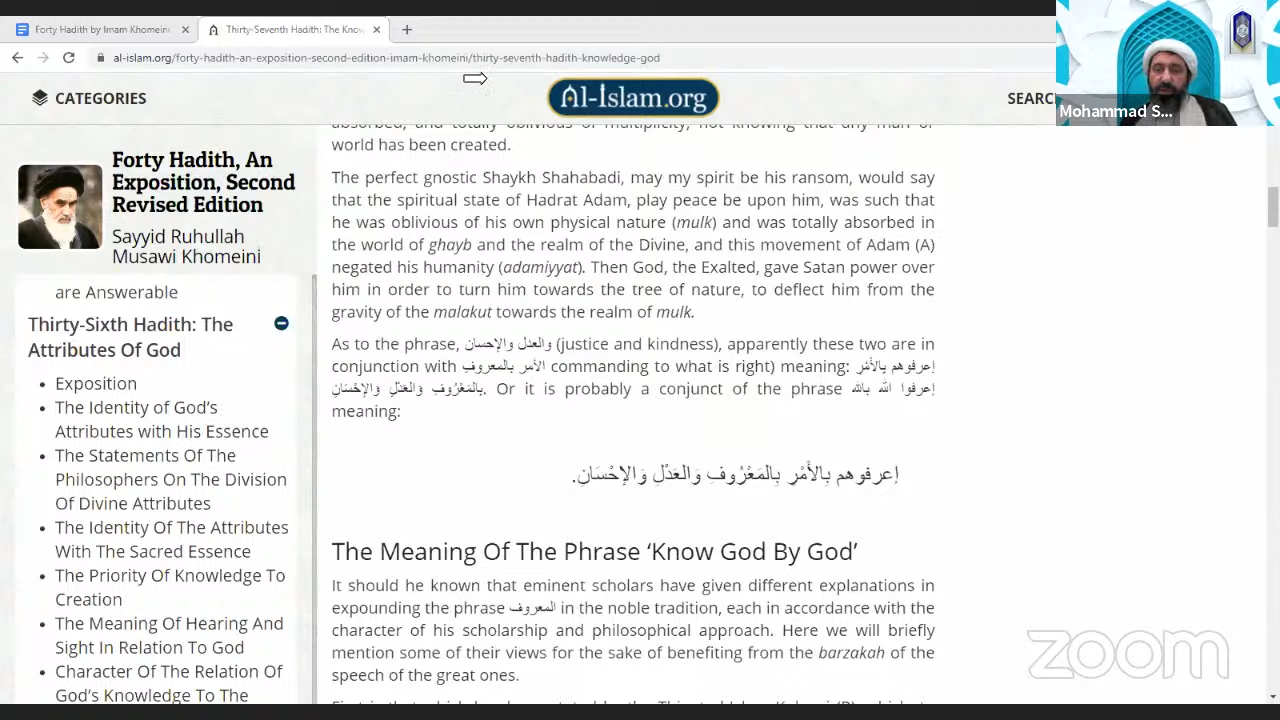 Forty Hadith by Imam Khomeini
Thirty-Seventh Hadith: The Know
al-islam.org/forty-hadith-an-exposition-second-edition-imam-khomeini/thirty-seventh-hadith-knowledge-god
CATEGORIES
Al-Islam.org
SEARC
Mohammad S...
Forty Hadith, An
Exposition, Second
Revised Edition
Sayyid Ruhullah
Musawi Khomeini
are Answerable
Thirty-Sixth Hadith: The
Attributes Of God
Exposition
The Identity of God's
Attributes with His Essence
The Statements Of The
Philosophers On The Division
Of Divine Attributes
The Identity Of The Attributes
With The Sacred Essence
The Priority Of Knowledge To
Creation
The Meaning Of Hearing And
Sight In Relation To God
Character Of The Relation Of
God's Knowledge To The
world has been created.
The perfect gnostic Shaykh Shahabadi, may my spirit be his ransom, would say
that the spiritual state of Hadrat Adam, play peace be upon him, was such that
he was oblivious of his own physical nature (mulk) and was totally absorbed in
the world of ghayb and the realm of the Divine, and this movement of Adam (A)
negated his humanity (adamiyyat). Then God, the Exalted, gave Satan power over
him in order to turn him towards the tree of nature, to deflect him from the
gravity of the malakut towards the realm of mulk.
As to the phrase, والعدل والإحسان (justice and kindness), apparently these two are in
conjunction with الأمر بالمعروف commanding to what is right) meaning: إعرفوهم بِالأَمْرِ
بِالمَعْرُوفِ وَالعَدْلِ وَالإحْسَانِ. Or it is probably a conjunct of the phrase إعرفوا الله بالله
meaning:
إعرفوهم بِالأَمْرِ بِالمَعْرُوفِ وَالعَدْلِ وَالإحْسَانِ.
The Meaning Of The Phrase ‘Know God By God’
It should he known that eminent scholars have given different explanations in
expounding the phrase المعروف in the noble tradition, each in accordance with the
character of his scholarship and philosophical approach. Here we will briefly
mention some of their views for the sake of benefiting from the barzakah of the
speech of the great ones.
zoom